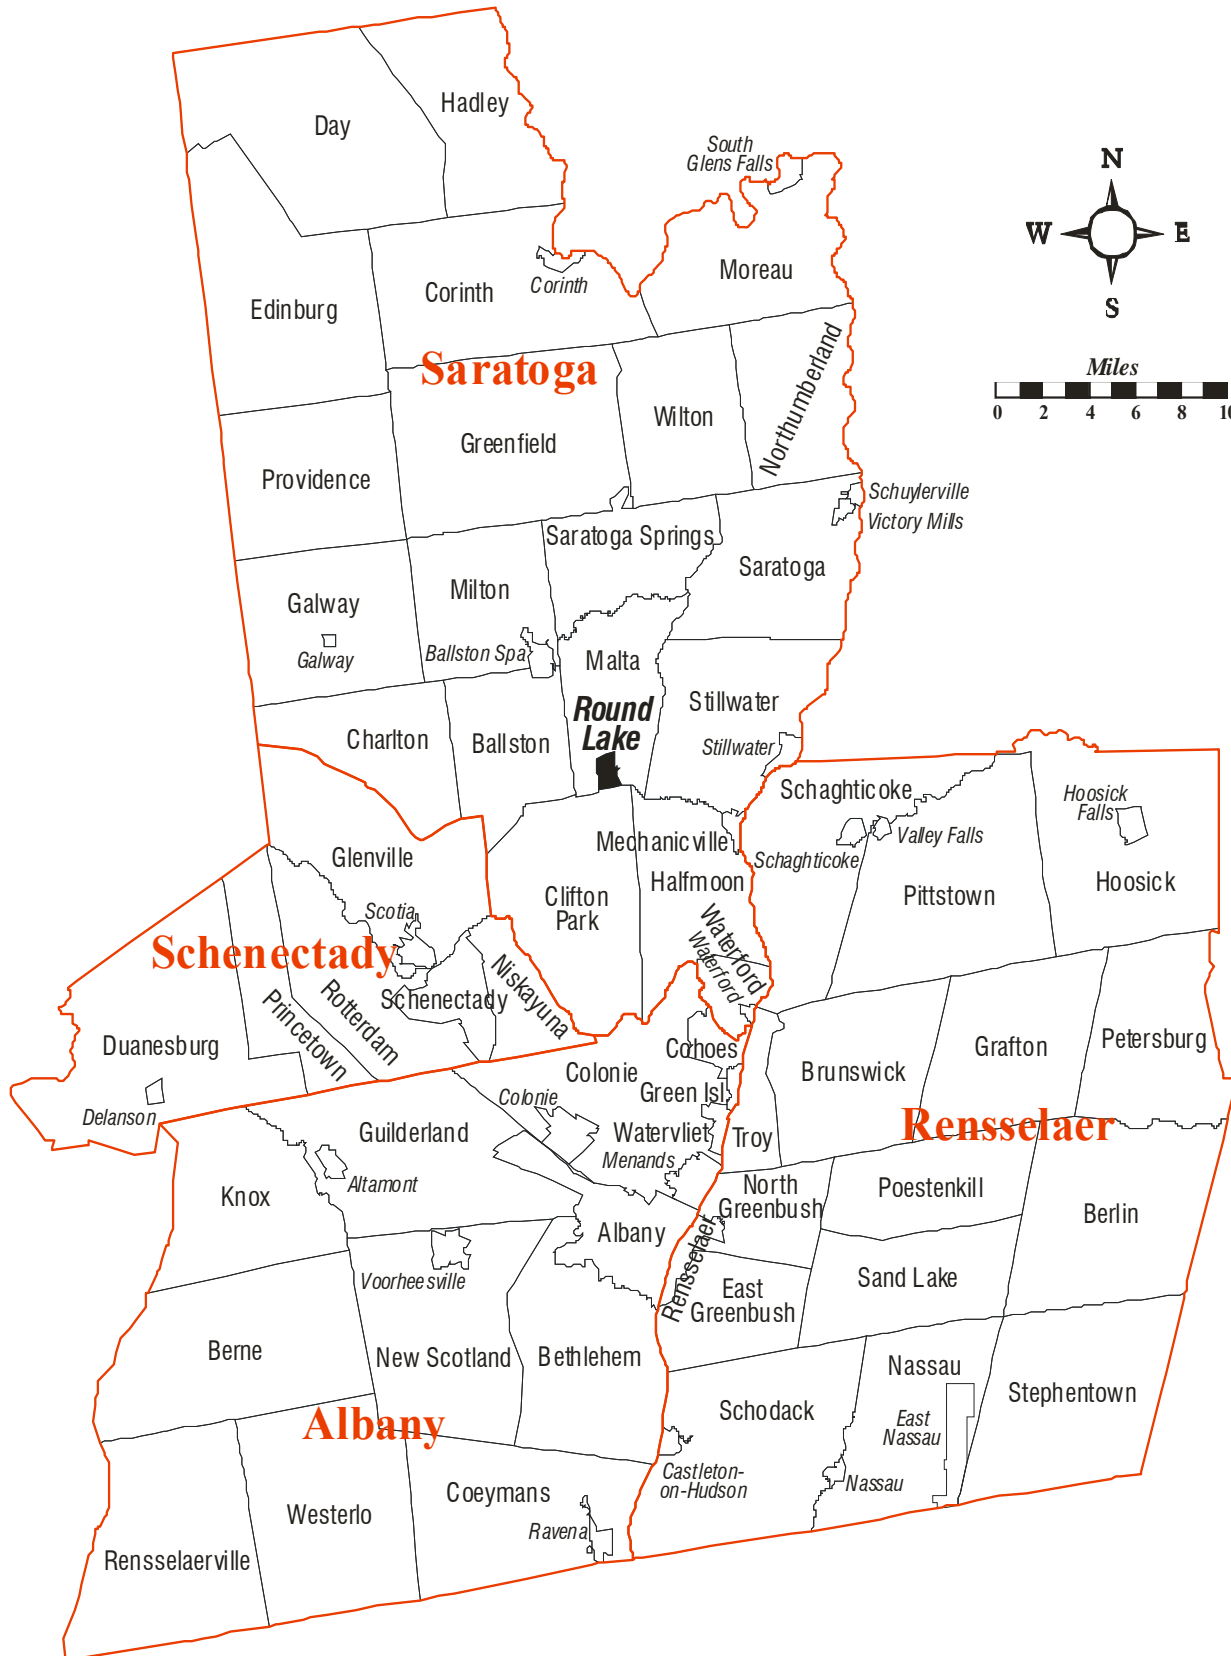 Hadley
Day
South
Glens Falls
N
W
E
S
Moreau
Corinth
Corinth
Edinburg
Northumberland
Miles
0 2 4 6 8 10
Saratoga
Wilton
Greenfield
Providence
Schuylerville
Victory Mills
Saratoga Springs
Saratoga
Milton
Galway
Galway
Ballston Spa
Malta
Round
Lake
Stillwater
Stillwater
Charlton
Ballston
Schaghticoke
Hoosick
Falls
Mechanicville
Valley Falls
Schaghticoke
Glenville
Halfmoon
Hoosick
Pittstown
Clifton
Park
Scotia
Waterford
Waterford
Schenectady
Niskayuna
Schenectady
Rotterdam
Princetown
Duanesburg
Cohoes
Grafton
Petersburg
Colonie
Brunswick
Green Isl.
Colonie
Delanson
Rensselaer
Guilderland
Watervliet
Troy
Menands
Altamont
Knox
North
Greenbush
Poestenkill
Berlin
Albany
Rensselaer
Voorheesville
Sand Lake
East
Greenbush
Berne
New Scotland
Bethlehem
Nassau
Stephentown
Schodack
Albany
East
Nassau
Castleton-
on-Hudson
Nassau
Coeymans
Westerlo
Ravena
Rensselaerville